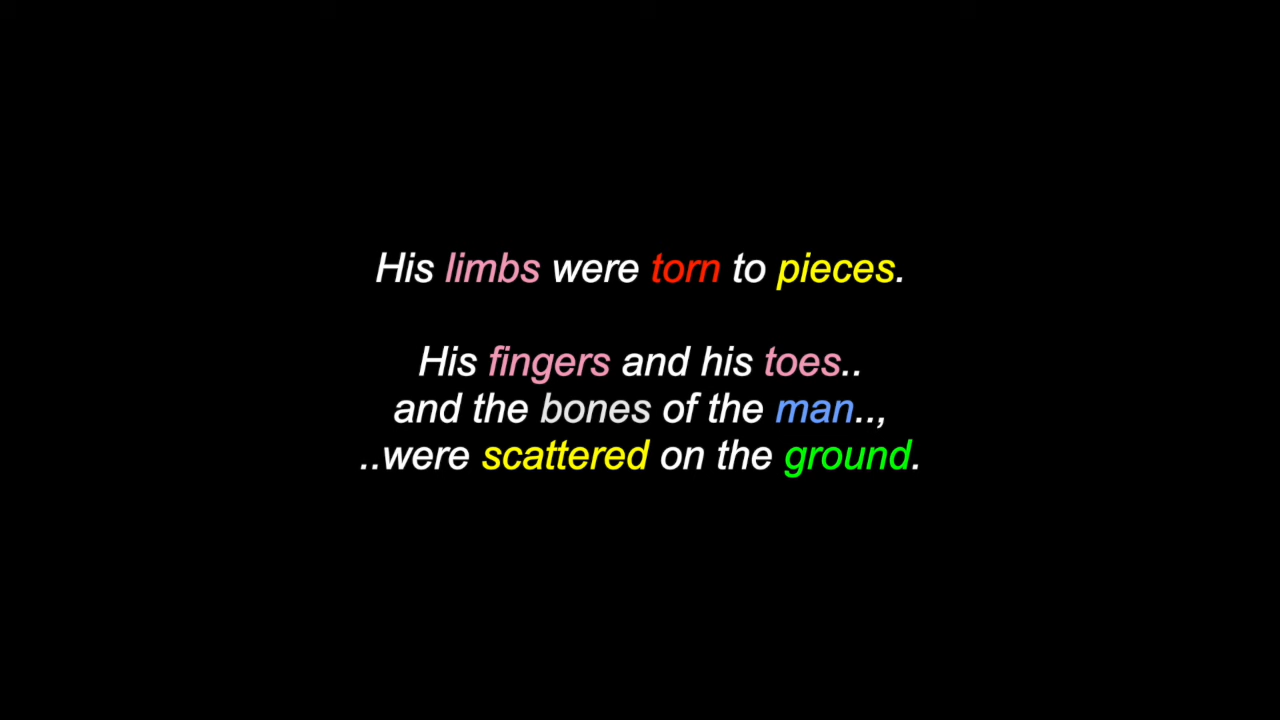 His limbs were torn to pieces.
His fingers and his toes..
and the bones of the man..,
..were scattered on the ground.